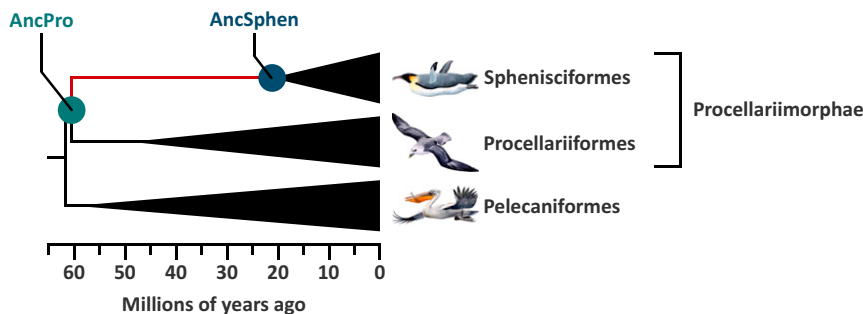 AncPro
AncSphen
Sphenisciformes
Procellariimorphae
Procellariiformes
Pelecaniformes
60 50 40 30 20 10 0
Millions of years ago